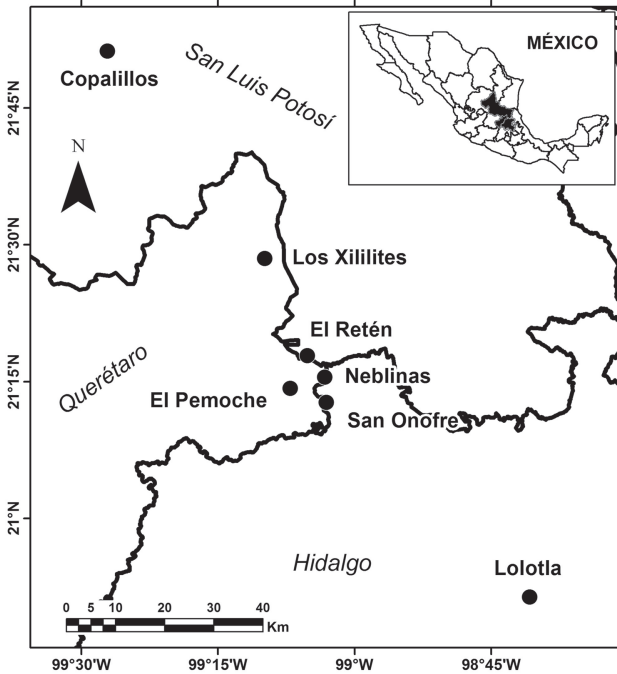 MÉXICO
San Luis Potosí
Copalillos
21°45'N
N
21°30'N
Los Xililites
El Retén
Neblinas
Querétaro
21°15'N
El Pemoche
San Onofre
21°N
Hidalgo
Lolotla
0 5 10 20 30 40
Km
99°30'W 99°15'W 99°W 98°45'W